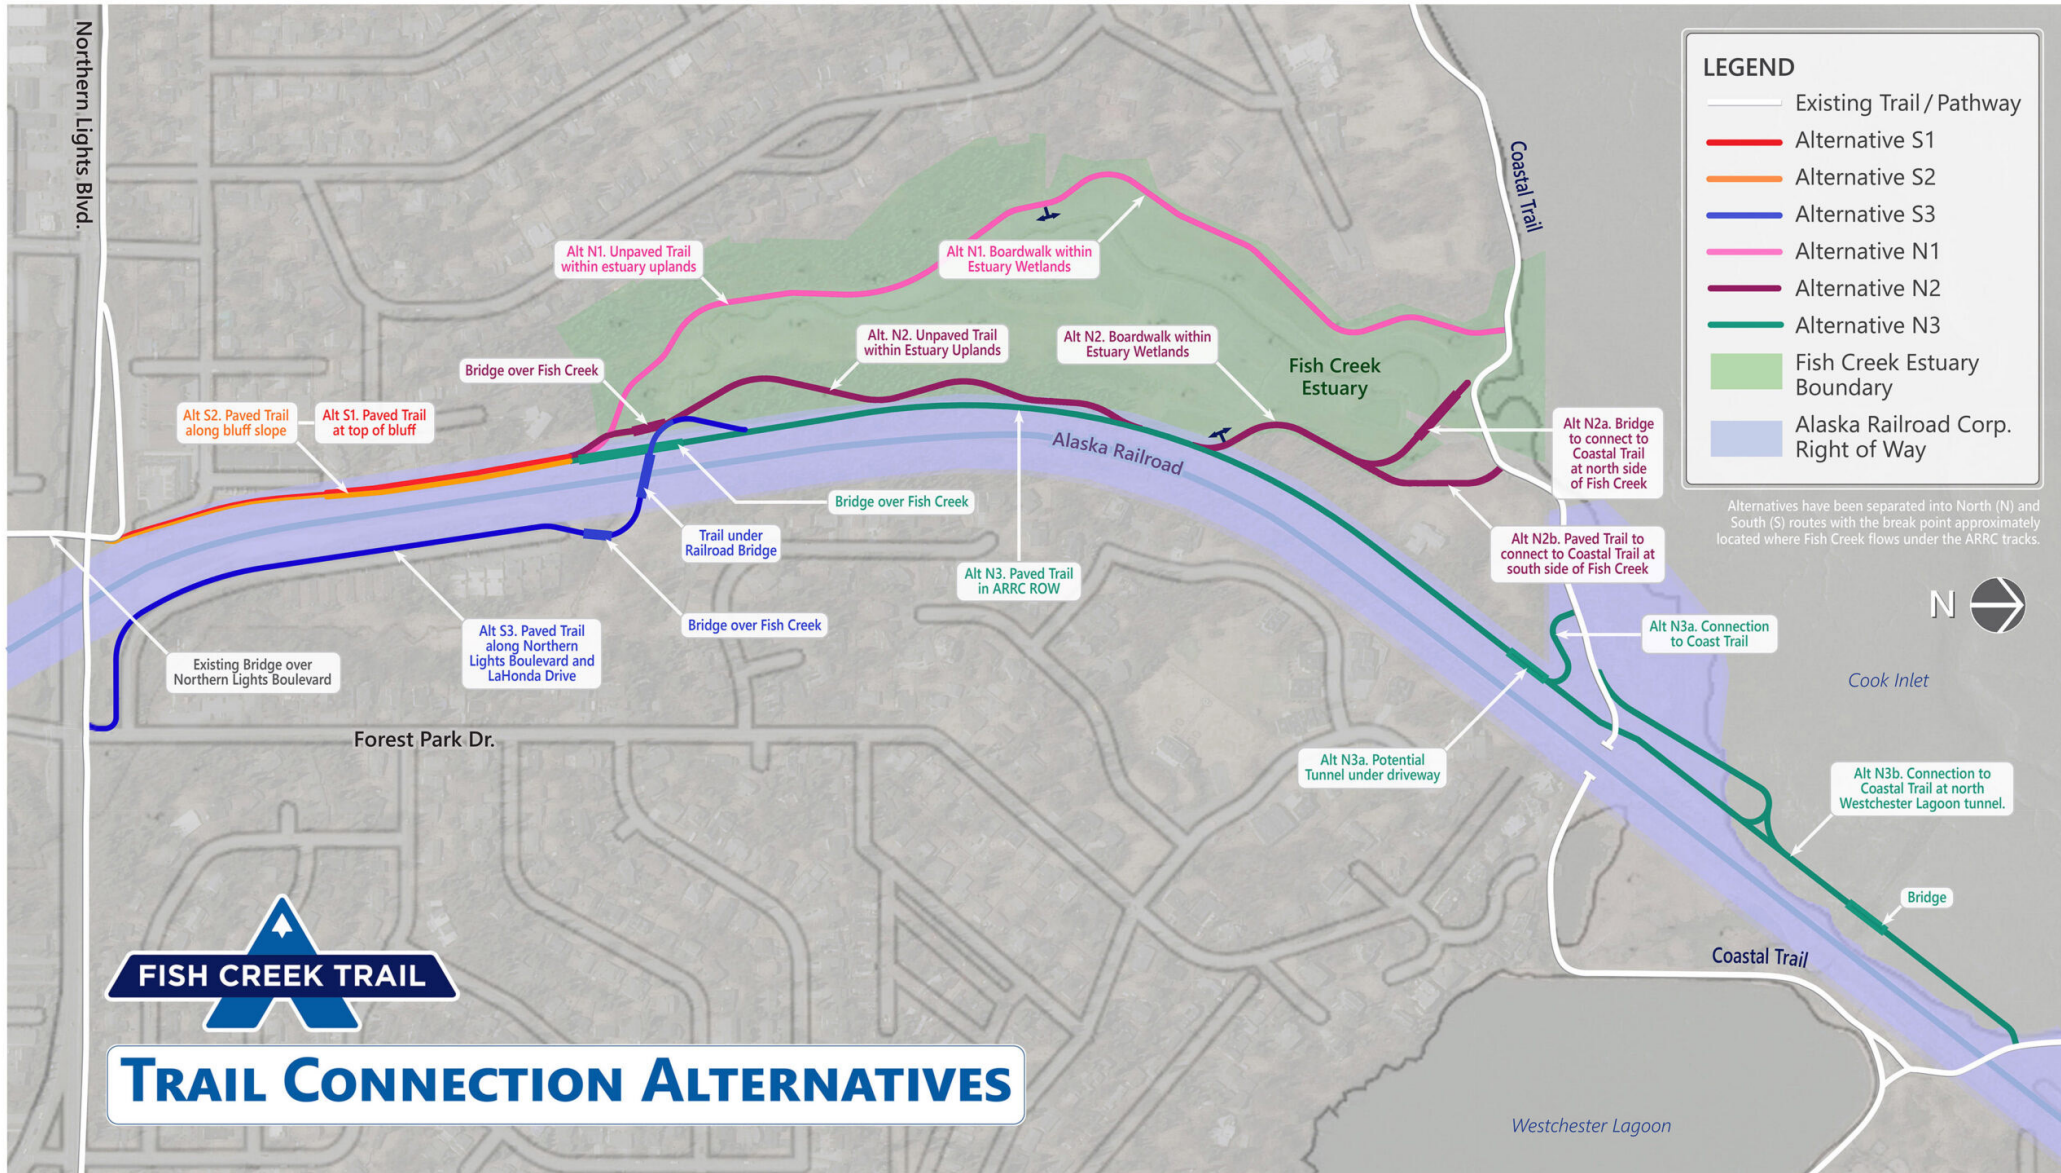 Northern Lights Blvd.
Coastal Trail
LEGEND
Existing Trail / Pathway
Alternative S1
Alternative S2
Alternative S3
Alternative N1
Alternative N2
Alternative N3
Fish Creek Estuary
Boundary
Alaska Railroad Corp.
Right of Way
Alternatives have been separated into North (N) and
South (S) routes with the break point approximately
located where Fish Creek flows under the ARRC tracks.
N
Alt N1. Unpaved Trail
within estuary uplands
Alt N1. Boardwalk within
Estuary Wetlands
Alt. N2. Unpaved Trail
within Estuary Uplands
Alt N2. Boardwalk within
Estuary Wetlands
Fish Creek
Estuary
Bridge over Fish Creek
Alt S2. Paved Trail
along bluff slope
Alt S1. Paved Trail
at top of bluff
Alaska Railroad
Alt N2a. Bridge
to connect to
Coastal Trail
at north side
of Fish Creek
Bridge over Fish Creek
Trail under
Railroad Bridge
Alt N2b. Paved Trail to
connect to Coastal Trail at
south side of Fish Creek
Alt N3. Paved Trail
in ARRC ROW
Bridge over Fish Creek
Alt N3a. Connection
to Coast Trail
Alt S3. Paved Trail
along Northern
Lights Boulevard and
LaHonda Drive
Existing Bridge over
Northern Lights Boulevard
Cook Inlet
Forest Park Dr.
Alt N3a. Potential
Tunnel under driveway
Alt N3b. Connection to
Coastal Trail at north
Westchester Lagoon tunnel.
Bridge
Coastal Trail
FISH CREEK TRAIL
TRAIL CONNECTION ALTERNATIVES
Westchester Lagoon